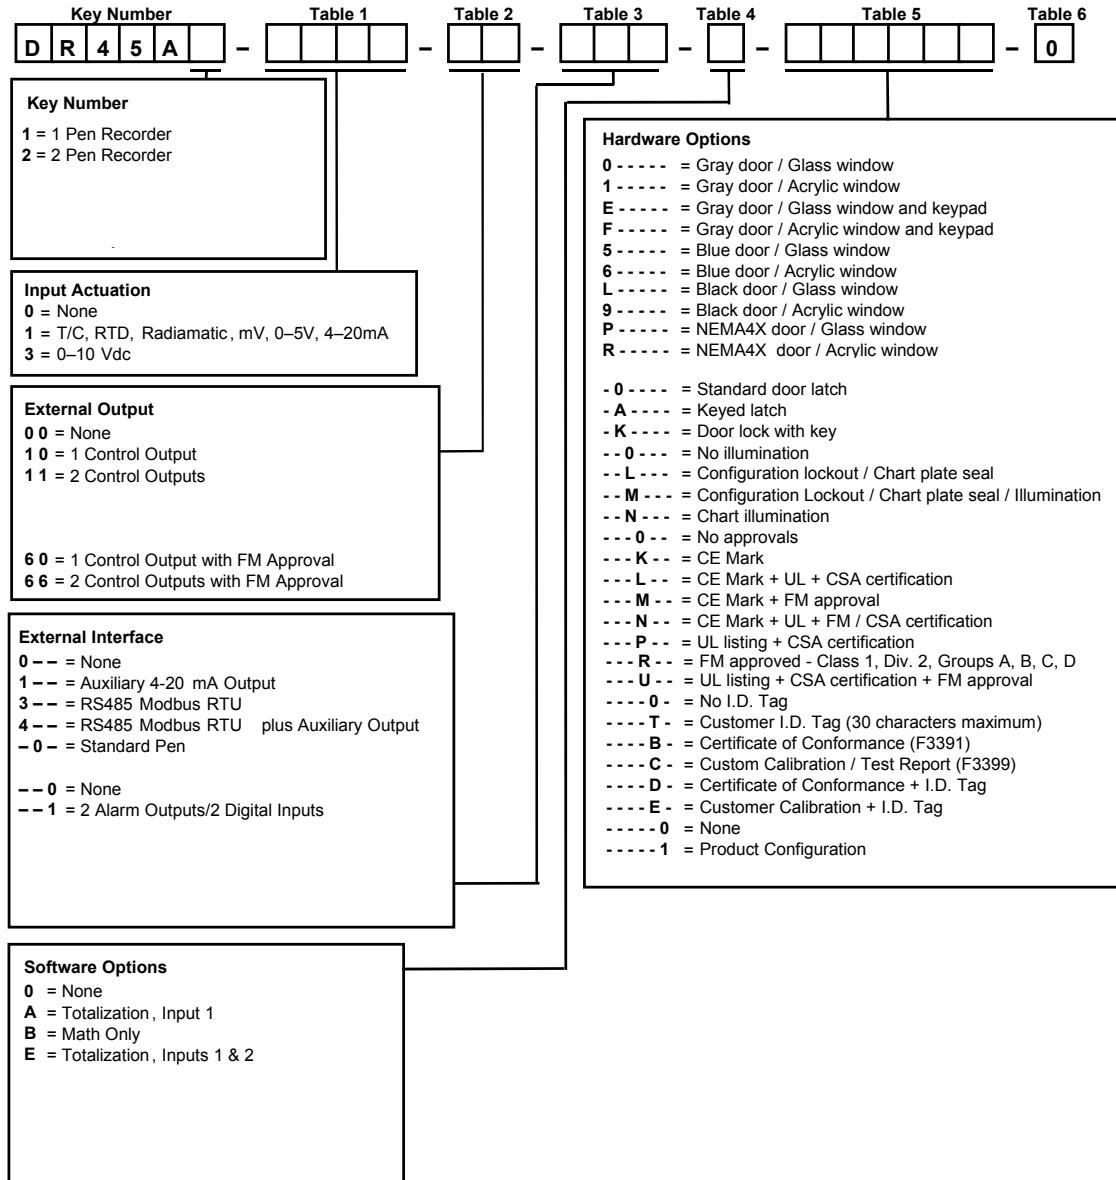 Key Number Table 1 Table 2 Table 3 Table 4 Table 5 Table 6
D R 4 5 A – – – – – – 0
Key Number
1 = 1 Pen Recorder
2 = 2 Pen Recorder
Input Actuation
0 = None
1 = T/C, RTD, Radiamatic, mV, 0–5V, 4–20mA
3 = 0–10 Vdc
External Output
0 0 = None
1 0 = 1 Control Output
1 1 = 2 Control Outputs
6 0 = 1 Control Output with FM Approval
6 6 = 2 Control Outputs with FM Approval
External Interface
0 – – = None
1 – – = Auxiliary 4-20 mA Output
3 – – = RS485 Modbus RTU
4 – – = RS485 Modbus RTU plus Auxiliary Output
– 0 – = Standard Pen
– – 0 = None
– – 1 = 2 Alarm Outputs/2 Digital Inputs
Software Options
0 = None
A = Totalization, Input 1
B = Math Only
E = Totalization, Inputs 1 & 2
Hardware Options
0 - - - - - = Gray door / Glass window
1 - - - - - = Gray door / Acrylic window
E - - - - - = Gray door / Glass window and keypad
F - - - - - = Gray door / Acrylic window and keypad
5 - - - - - = Blue door / Glass window
6 - - - - - = Blue door / Acrylic window
L - - - - - = Black door / Glass window
9 - - - - - = Black door / Acrylic window
P - - - - - = NEMA4X door / Glass window
R - - - - - = NEMA4X door / Acrylic window
- 0 - - - - = Standard door latch
- A - - - - = Keyed latch
- K - - - - = Door lock with key
- - 0 - - - = No illumination
- - L - - - = Configuration lockout / Chart plate seal
- - M - - - = Configuration Lockout / Chart plate seal / Illumination
- - N - - - = Chart illumination
- - - 0 - - = No approvals
- - - K - - = CE Mark
- - - L - - = CE Mark + UL + CSA certification
- - - M - - = CE Mark + FM approval
- - - N - - = CE Mark + UL + FM / CSA certification
- - - P - - = UL listing + CSA certification
- - - R - - = FM approved - Class 1, Div. 2, Groups A, B, C, D
- - - U - - = UL listing + CSA certification + FM approval
- - - - 0 - = No I.D. Tag
- - - - T - = Customer I.D. Tag (30 characters maximum)
- - - - B - = Certificate of Conformance (F3391)
- - - - C - = Custom Calibration / Test Report (F3399)
- - - - D - = Certificate of Conformance + I.D. Tag
- - - - E - = Customer Calibration + I.D. Tag
- - - - - 0 = None
- - - - - 1 = Product Configuration